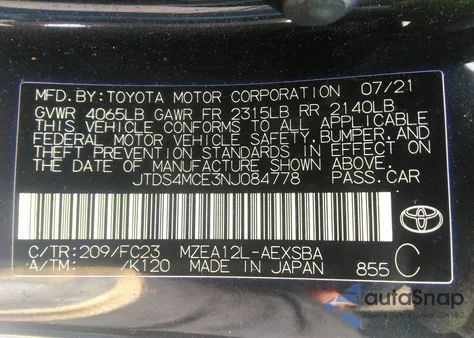 MFD. BY: TOYOTA MOTOR CORPORATION 07/21
GVWR 4065LB GAWR FR 2315LB RR 2140LB
THIS VEHICLE CONFORMS TO ALL APPLICABLE
FEDERAL MOTOR VEHICLE SAFETY, BUMPER, AND
THEFT PREVENTION STANDARDS IN EFFECT ON
THE DATE OF MANUFACTURE SHOWN ABOVE.
JTDS4MCE3NJ084778 PASS. CAR
TOYOTA
C/TR: 209/FC23 MZEA12L-AEXSBA
A/TM: /K120 MADE IN JAPAN 855 C
autoSnap